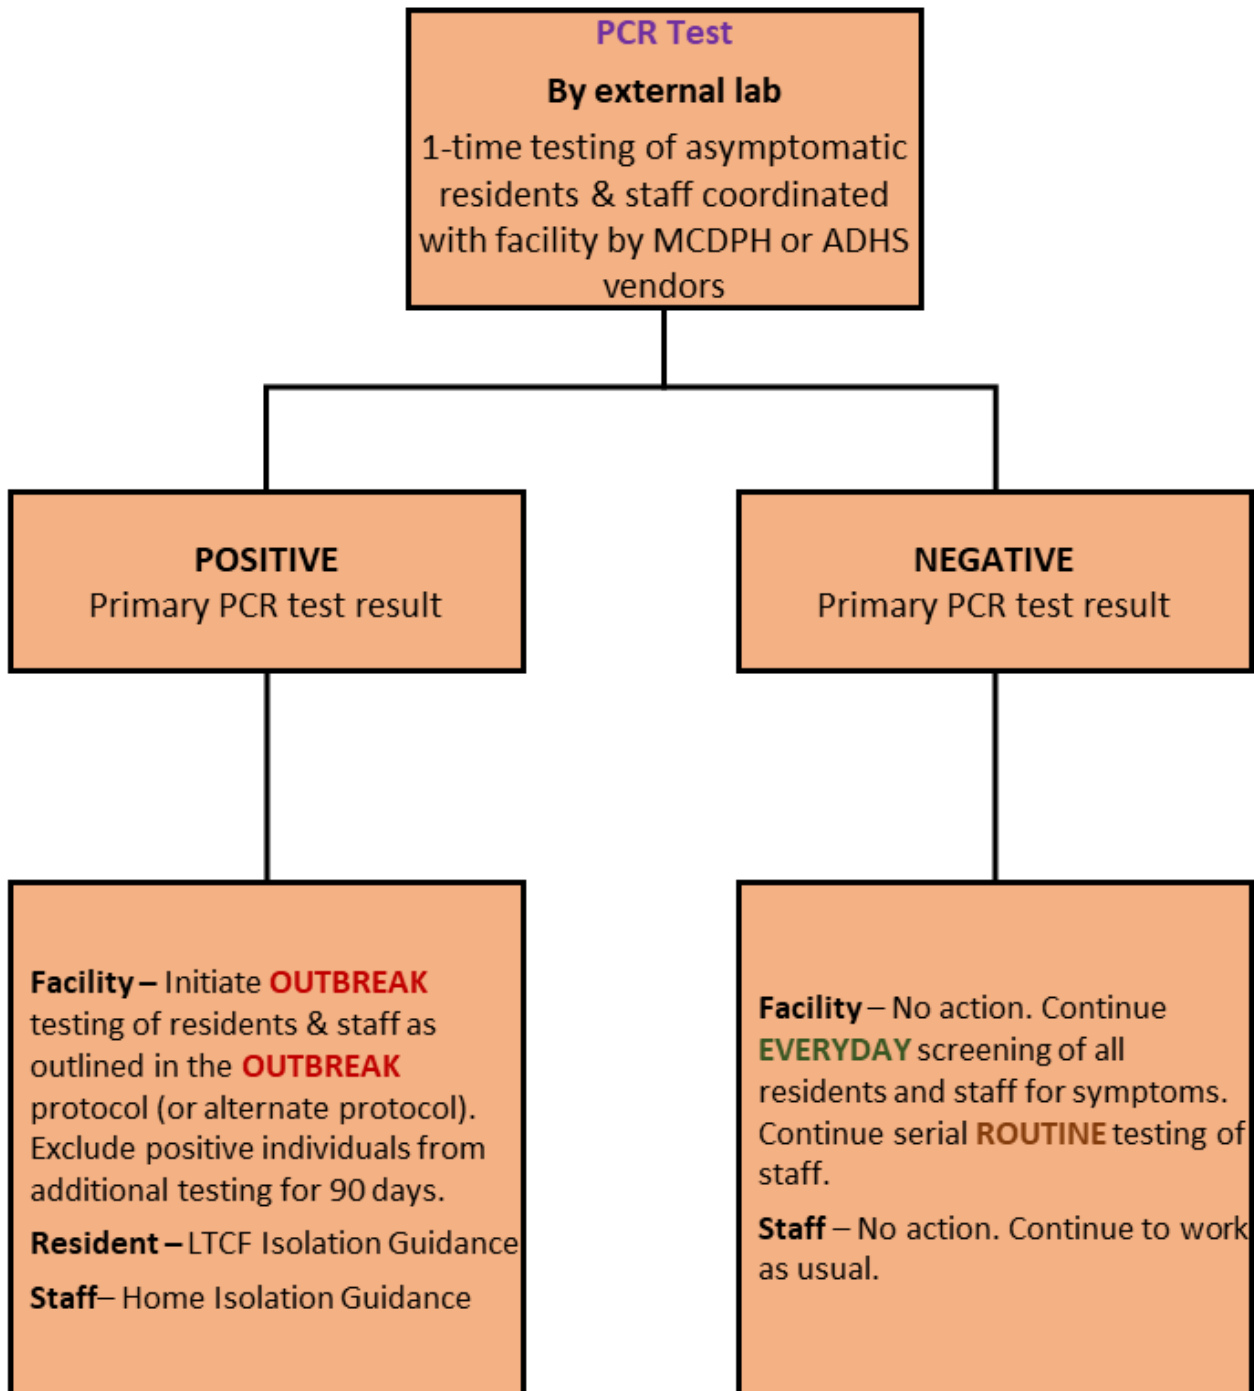 PCR Test
By external lab
1-time testing of asymptomatic
residents & staff coordinated
with facility by MCDPH or ADHS
vendors
POSITIVE
Primary PCR test result
NEGATIVE
Primary PCR test result
Facility – Initiate OUTBREAK
testing of residents & staff as
outlined in the OUTBREAK
protocol (or alternate protocol).
Exclude positive individuals from
additional testing for 90 days.
Resident – LTCF Isolation Guidance
Staff– Home Isolation Guidance
Facility – No action. Continue
EVERYDAY screening of all
residents and staff for symptoms.
Continue serial ROUTINE testing of
staff.
Staff – No action. Continue to work
as usual.